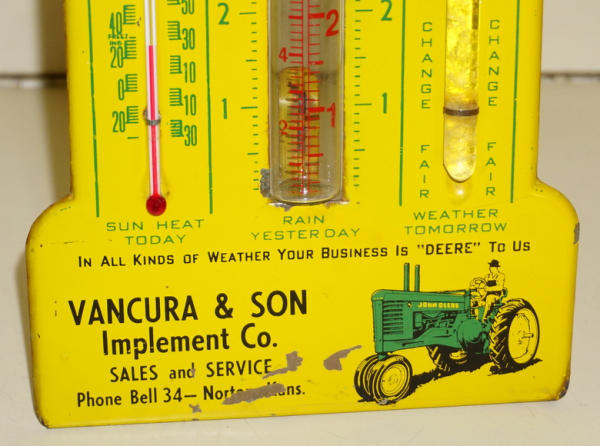 40
20
0
20
50
30
10
10
30
2
1
4
2
1
2
1
CHANGE
FAIR
CHANGE
FAIR
SUN HEAT
TODAY
RAIN
YESTERDAY
WEATHER
TOMORROW
IN ALL KINDS OF WEATHER YOUR BUSINESS IS "DEERE" TO US
VANCURA & SON
Implement Co.
SALES and SERVICE
Phone Bell 34— Norton, Kans.
JOHN DEERE